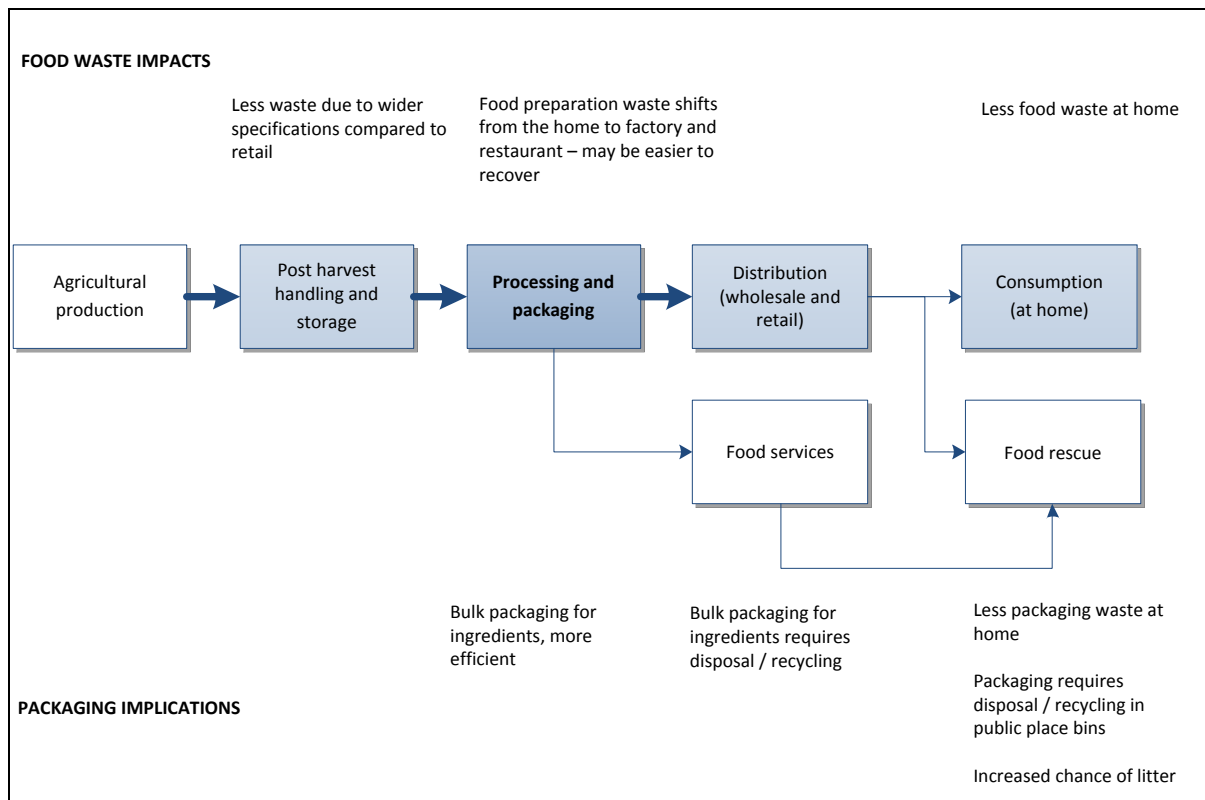 FOOD WASTE IMPACTS
Less waste due to wider
specifications compared to
retail
Food preparation waste shifts
from the home to factory and
restaurant – may be easier to
recover
Less food waste at home
Agricultural
production
Post harvest
handling and
storage
Processing and
packaging
Distribution
(wholesale and
retail)
Consumption
(at home)
Food services
Food rescue
Bulk packaging for
ingredients, more
efficient
Bulk packaging for
ingredients requires
disposal / recycling
Less packaging waste at
home
Packaging requires
disposal / recycling in
public place bins
Increased chance of litter
PACKAGING IMPLICATIONS